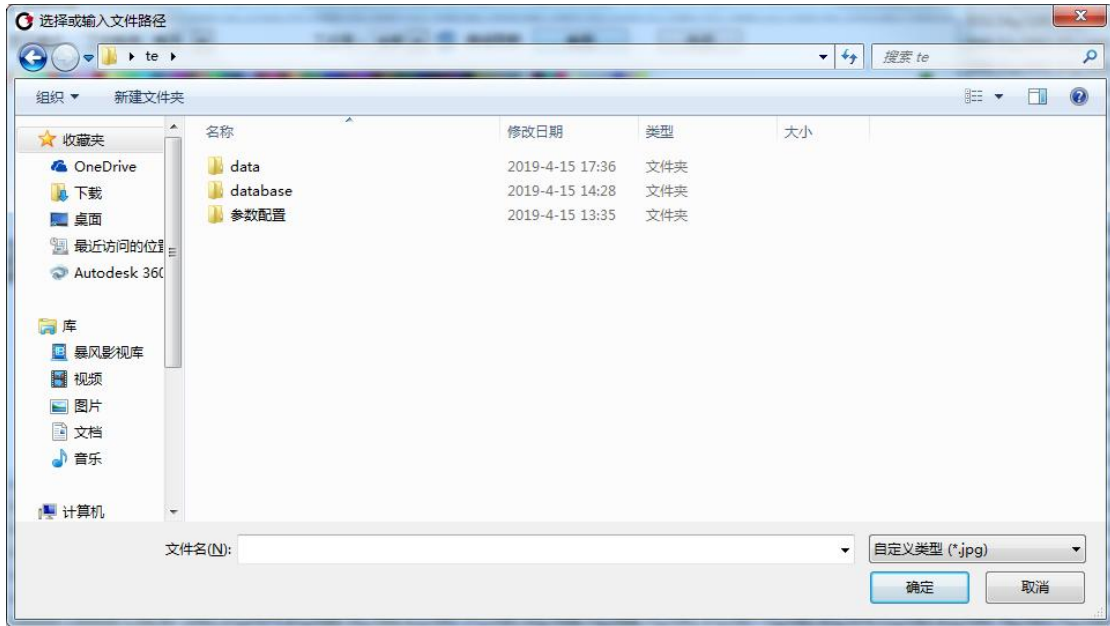 选择或输入文件路径
te
搜索 te
组织 新建文件夹
名称 修改日期 类型 大小
收藏夹
OneDrive
下载
桌面
最近访问的位置
Autodesk 360
库
暴风影视库
视频
图片
文档
音乐
计算机
data 2019-4-15 17:36 文件夹
database 2019-4-15 14:28 文件夹
参数配置 2019-4-15 13:35 文件夹
文件名(N): 自定义类型 (*.jpg)
确定 取消